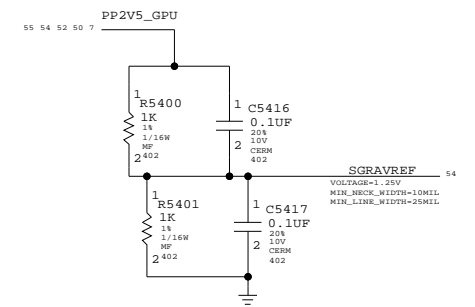 PP2V5_GPU
55 54 52 50 7
1
R5400
1K
1%
1/16W
MF
402
2
1
C5416
0.1UF
20%
10V
CERM
402
2
SGRAVREF
54
VOLTAGE=1.25V
MIN_NECK_WIDTH=10MIL
MIN_LINE_WIDTH=25MIL
1
R5401
1K
1%
1/16W
MF
402
2
1
C5417
0.1UF
20%
10V
CERM
402
2